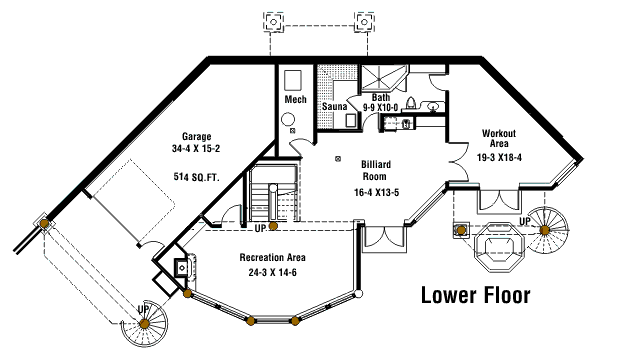 Mech
Sauna
Bath
9-9 X10-0
Garage
34-4 X 15-2
514 SQ.FT.
Workout
Area
19-3 X18-4
Billiard
Room
16-4 X13-5
UP
UP
Recreation Area
24-3 X 14-6
UP
Lower Floor